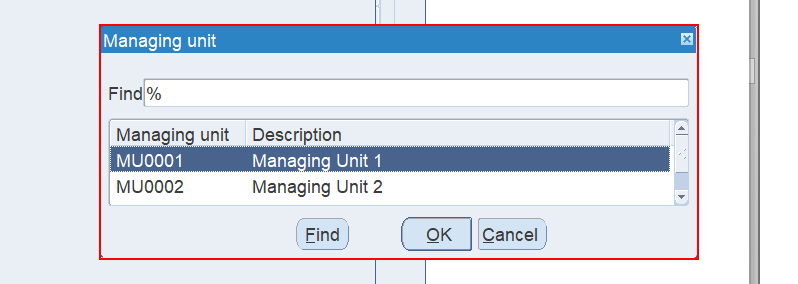 Managing unit
Find %
Managing unit Description
MU0001 Managing Unit 1
MU0002 Managing Unit 2
Find OK Cancel